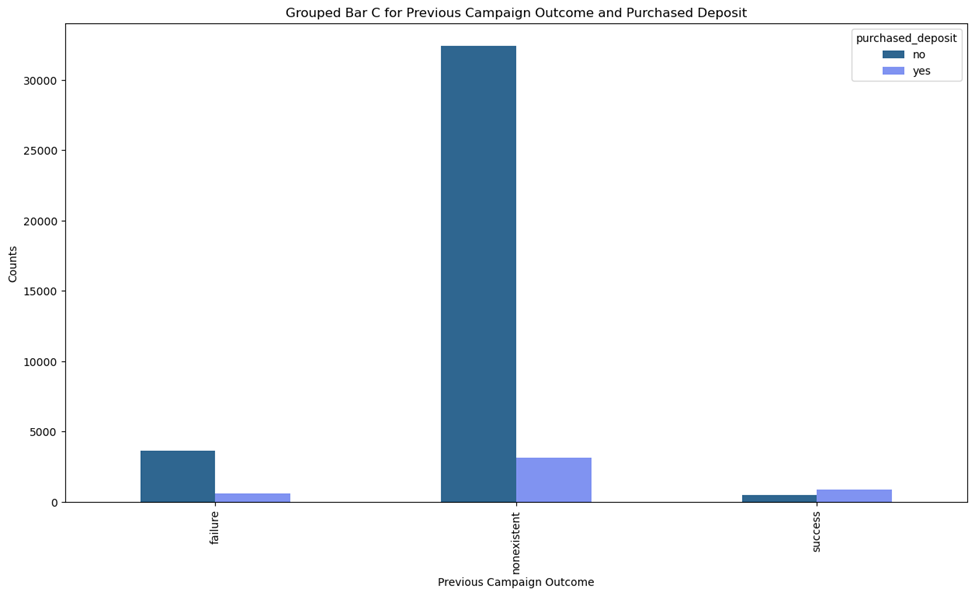 Grouped Bar C for Previous Campaign Outcome and Purchased Deposit
purchased_deposit
no
yes
30000
25000
20000
15000
10000
5000
0
Counts
failure
nonexistent
success
Previous Campaign Outcome